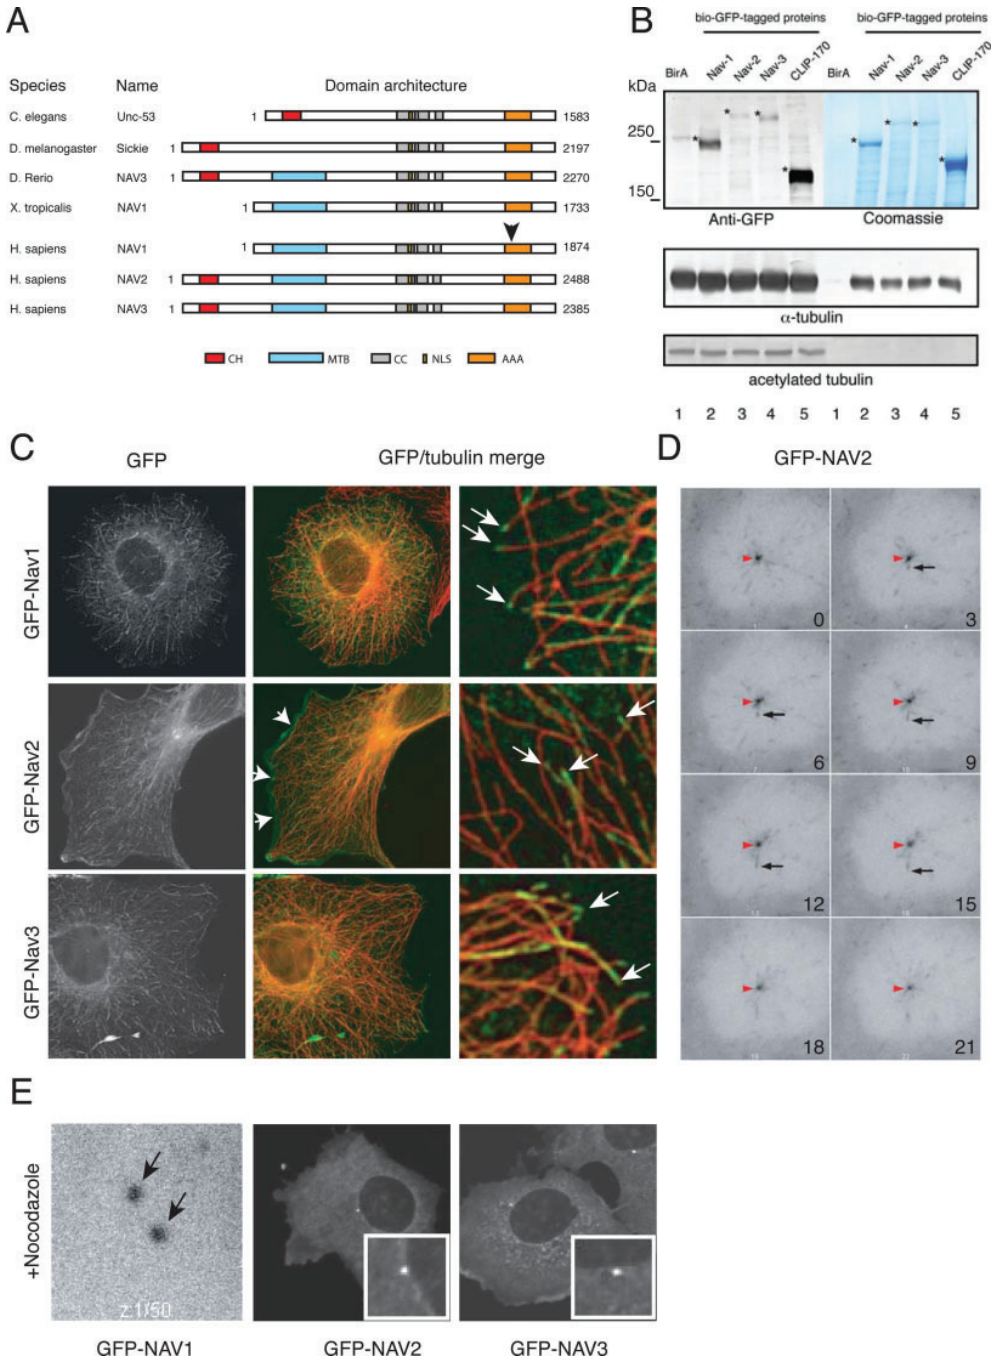 A
Species Name Domain architecture
C. elegans Unc-53 1 1583
D. melanogaster Sickie 1 2197
D. Rerio NAV3 1 2270
X. tropicalis NAV1 1 1733
H. sapiens NAV1 1 1874
H. sapiens NAV2 1 2488
H. sapiens NAV3 1 2385
CH MTB CC NLS AAA
B
bio-GFP-tagged proteins bio-GFP-tagged proteins
BirA Nav-1 Nav-2 Nav-3 CLIP-170 BirA Nav-1 Nav-2 Nav-3 CLIP-170
kDa
250
150
* * * * * * * * *
Anti-GFP Coomassie
α-tubulin
acetylated tubulin
1 2 3 4 5 1 2 3 4 5
C
GFP GFP/tubulin merge
GFP-Nav1
GFP-Nav2
GFP-Nav3
D
GFP-NAV2
0 3
6 9
12 15
18 21
E
+Nocodazole
z:1/50
GFP-NAV1 GFP-NAV2 GFP-NAV3